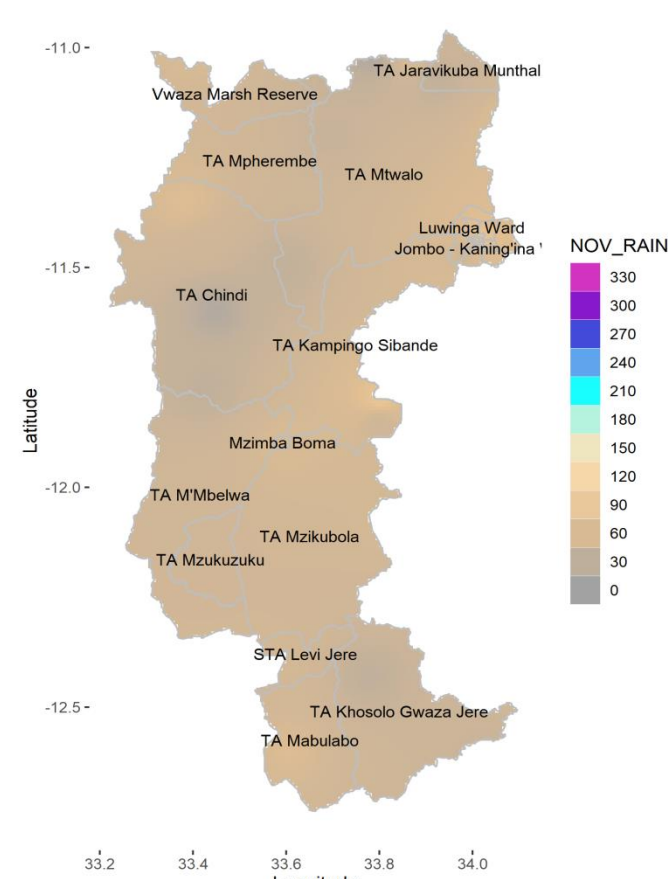 -11.0
TA Jaravikuba Munthal
Vwaza Marsh Reserve
TA Mpherembe
TA Mtwalo
Luwinga Ward
Jombo - Kaning'ina
-11.5
TA Chindi
TA Kampingo Sibande
Latitude
Mzimba Boma
-12.0
TA M'Mbelwa
TA Mzikubola
TA Mzukuzuku
STA Levi Jere
-12.5
TA Khosolo Gwaza Jere
TA Mabulabo
33.2 33.4 33.6 33.8 34.0
NOV_RAIN
330
300
270
240
210
180
150
120
90
60
30
0